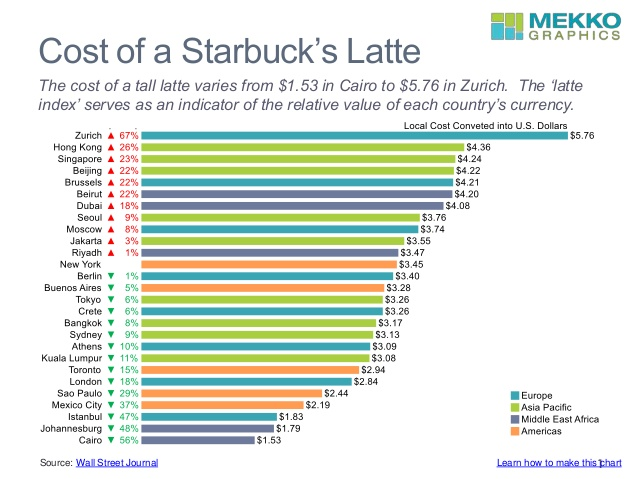 MEKKO
GRAPHICS
Cost of a Starbuck's Latte
The cost of a tall latte varies from $1.53 in Cairo to $5.76 in Zurich.  The 'latte
index' serves as an indicator of the relative value of each country's currency.
Local Cost Conveted into U.S. Dollars
Zurich ▲ 67% $5.76
Hong Kong ▲ 26% $4.36
Singapore ▲ 23% $4.24
Beijing ▲ 22% $4.22
Brussels ▲ 22% $4.21
Beirut ▲ 22% $4.20
Dubai ▲ 18% $4.08
Seoul ▲ 9% $3.76
Moscow ▲ 8% $3.74
Jakarta ▲ 3% $3.55
Riyadh ▲ 1% $3.47
New York $3.45
Berlin ▼ 1% $3.40
Buenos Aires ▼ 5% $3.28
Tokyo ▼ 6% $3.26
Crete ▼ 6% $3.26
Bangkok ▼ 8% $3.17
Sydney ▼ 9% $3.13
Athens ▼ 10% $3.09
Kuala Lumpur ▼ 11% $3.08
Toronto ▼ 15% $2.94
London ▼ 18% $2.84
Sao Paulo ▼ 29% $2.44
Mexico City ▼ 37% $2.19
Istanbul ▼ 47% $1.83
Johannesburg ▼ 48% $1.79
Cairo ▼ 56% $1.53
Europe
Asia Pacific
Middle East Africa
Americas
Source: Wall Street Journal
Learn how to make this chart